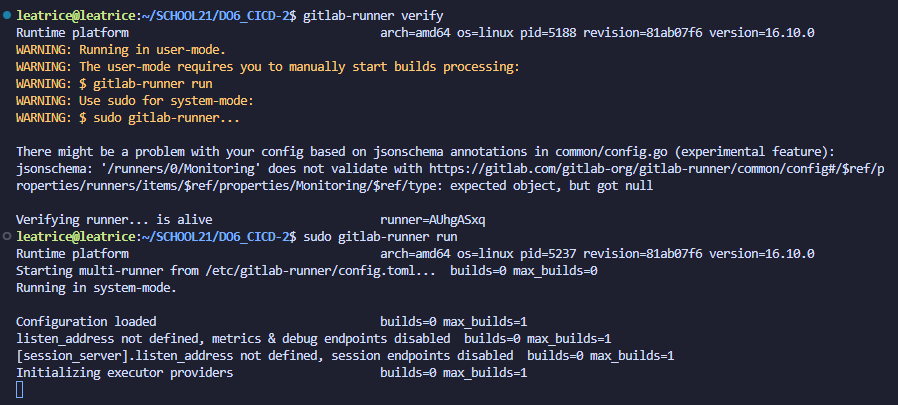 leatrice@leatrice:~/SCHOOL21/DO6_CICD-2$ gitlab-runner verify
Runtime platform                                    arch=amd64 os=linux pid=5188 revision=81ab07f6 version=16.10.0
WARNING: Running in user-mode.
WARNING: The user-mode requires you to manually start builds processing:
WARNING: $ gitlab-runner run
WARNING: Use sudo for system-mode:
WARNING: $ sudo gitlab-runner...

There might be a problem with your config based on jsonschema annotations in common/config.go (experimental feature):
jsonschema: '/runners/0/Monitoring' does not validate with https://gitlab.com/gitlab-org/gitlab-runner/common/config#/$ref/p
roperties/runners/items/$ref/properties/Monitoring/$ref/type: expected object, but got null

Verifying runner... is alive                        runner=AUhgASxq
leatrice@leatrice:~/SCHOOL21/DO6_CICD-2$ sudo gitlab-runner run
Runtime platform                                    arch=amd64 os=linux pid=5237 revision=81ab07f6 version=16.10.0
Starting multi-runner from /etc/gitlab-runner/config.toml...  builds=0 max_builds=0
Running in system-mode.

Configuration loaded                                builds=0 max_builds=1
listen_address not defined, metrics & debug endpoints disabled  builds=0 max_builds=1
[session_server].listen_address not defined, session endpoints disabled  builds=0 max_builds=1
Initializing executor providers                     builds=0 max_builds=1